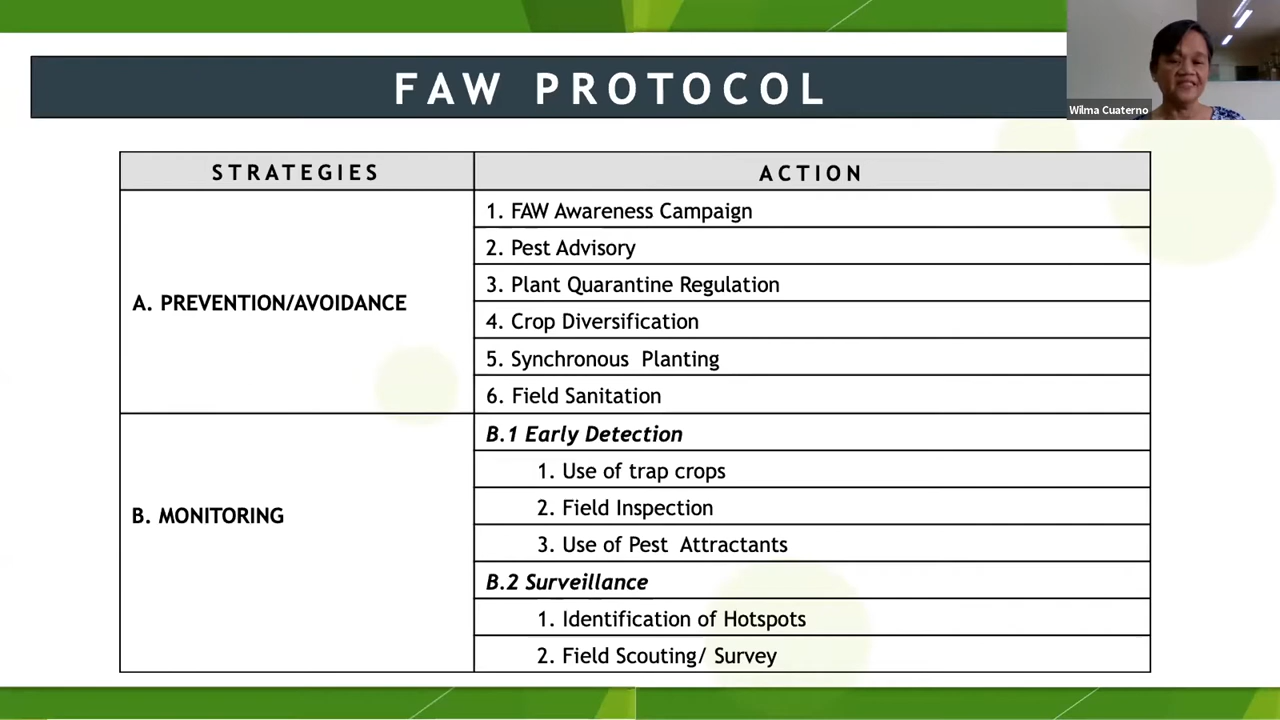 FAW PROTOCOL
Wilma Cuaterno
STRATEGIES
ACTION
A. PREVENTION/AVOIDANCE
1. FAW Awareness Campaign
2. Pest Advisory
3. Plant Quarantine Regulation
4. Crop Diversification
5. Synchronous Planting
6. Field Sanitation
B. MONITORING
B.1 Early Detection
1. Use of trap crops
2. Field Inspection
3. Use of Pest Attractants
B.2 Surveillance
1. Identification of Hotspots
2. Field Scouting/ Survey